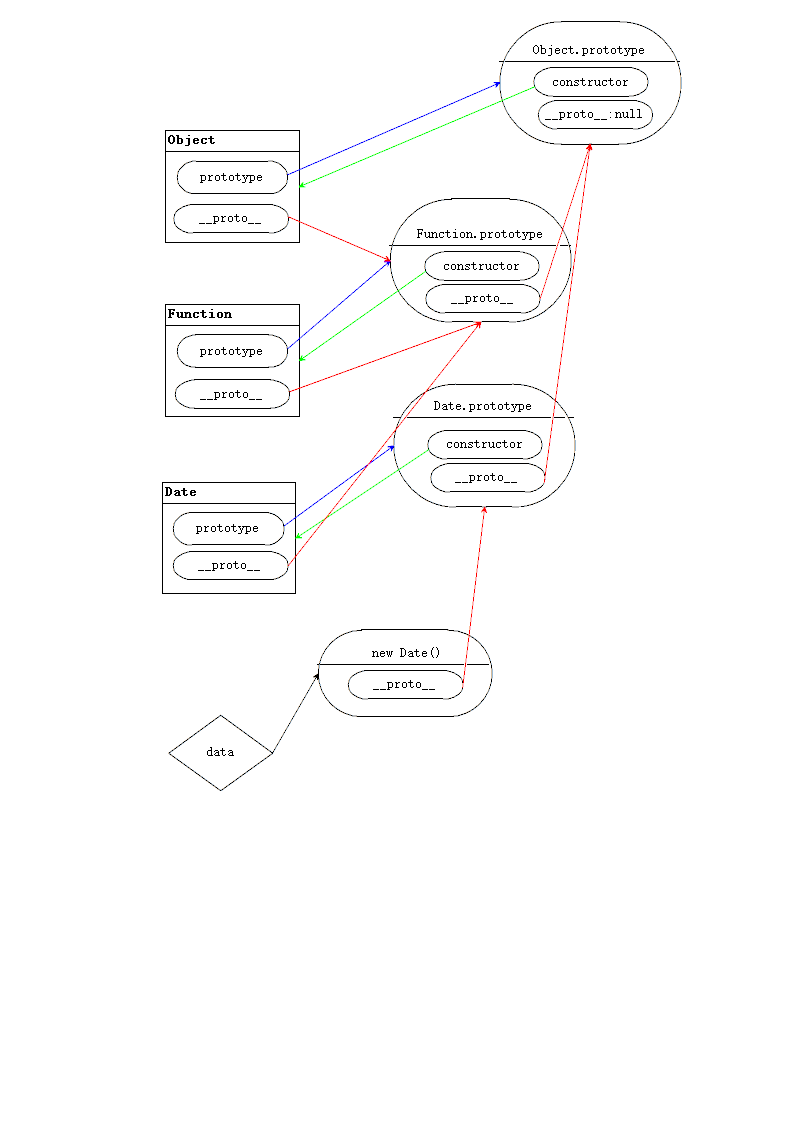 Object.prototype
constructor
__proto__:null
Object
prototype
__proto__
Function.prototype
constructor
__proto__
Function
prototype
__proto__
Date.prototype
constructor
__proto__
Date
prototype
__proto__
new Date()
__proto__
data